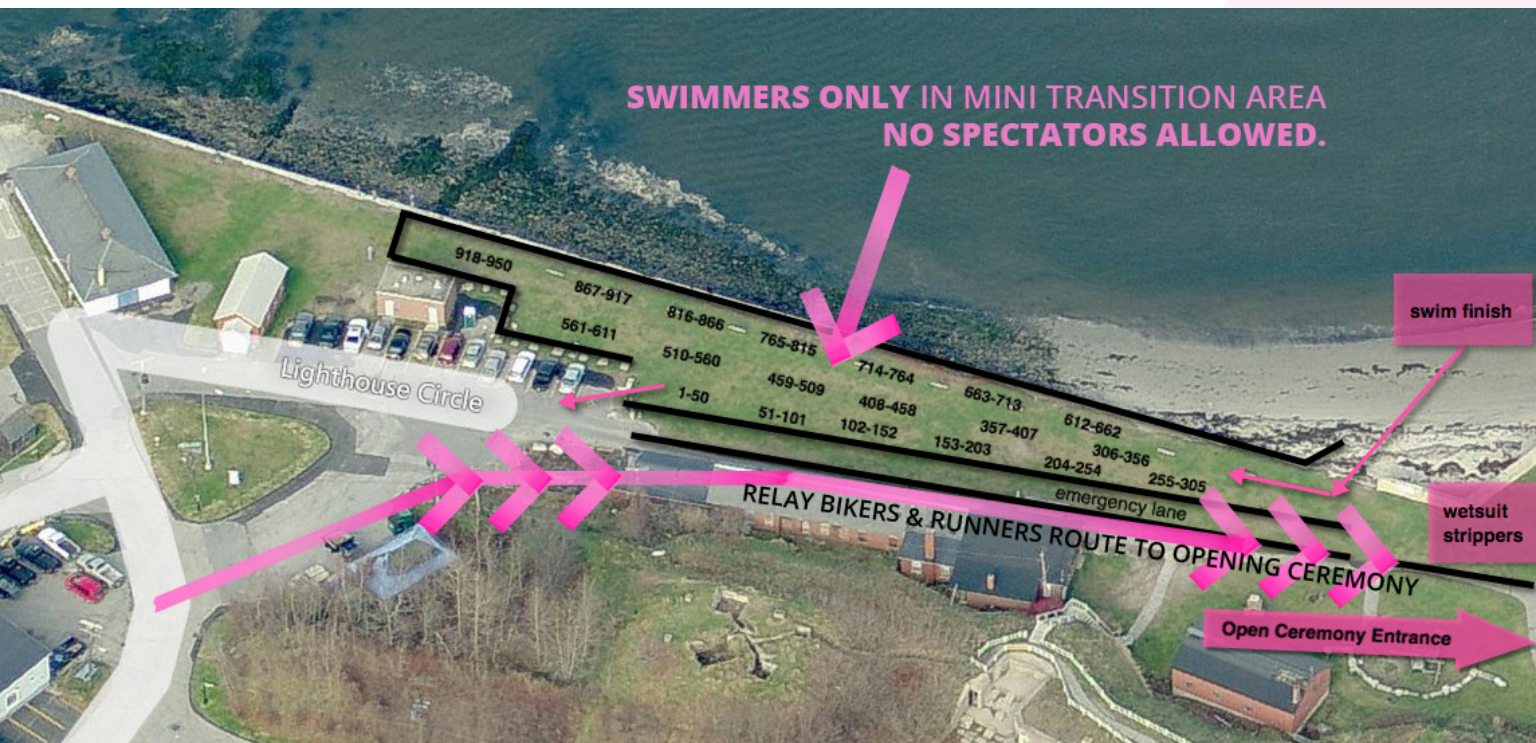 SWIMMERS ONLY IN MINI TRANSITION AREA
NO SPECTATORS ALLOWED.
918-950
867-917
816-866
765-815
714-764
663-713
612-662
561-611
510-560
459-509
408-458
357-407
306-356
1-50
51-101
102-152
153-203
204-254
255-305
swim finish
Lighthouse Circle
emergency lane
wetsuit
strippers
RELAY BIKERS & RUNNERS ROUTE TO OPENING CEREMONY
Open Ceremony Entrance